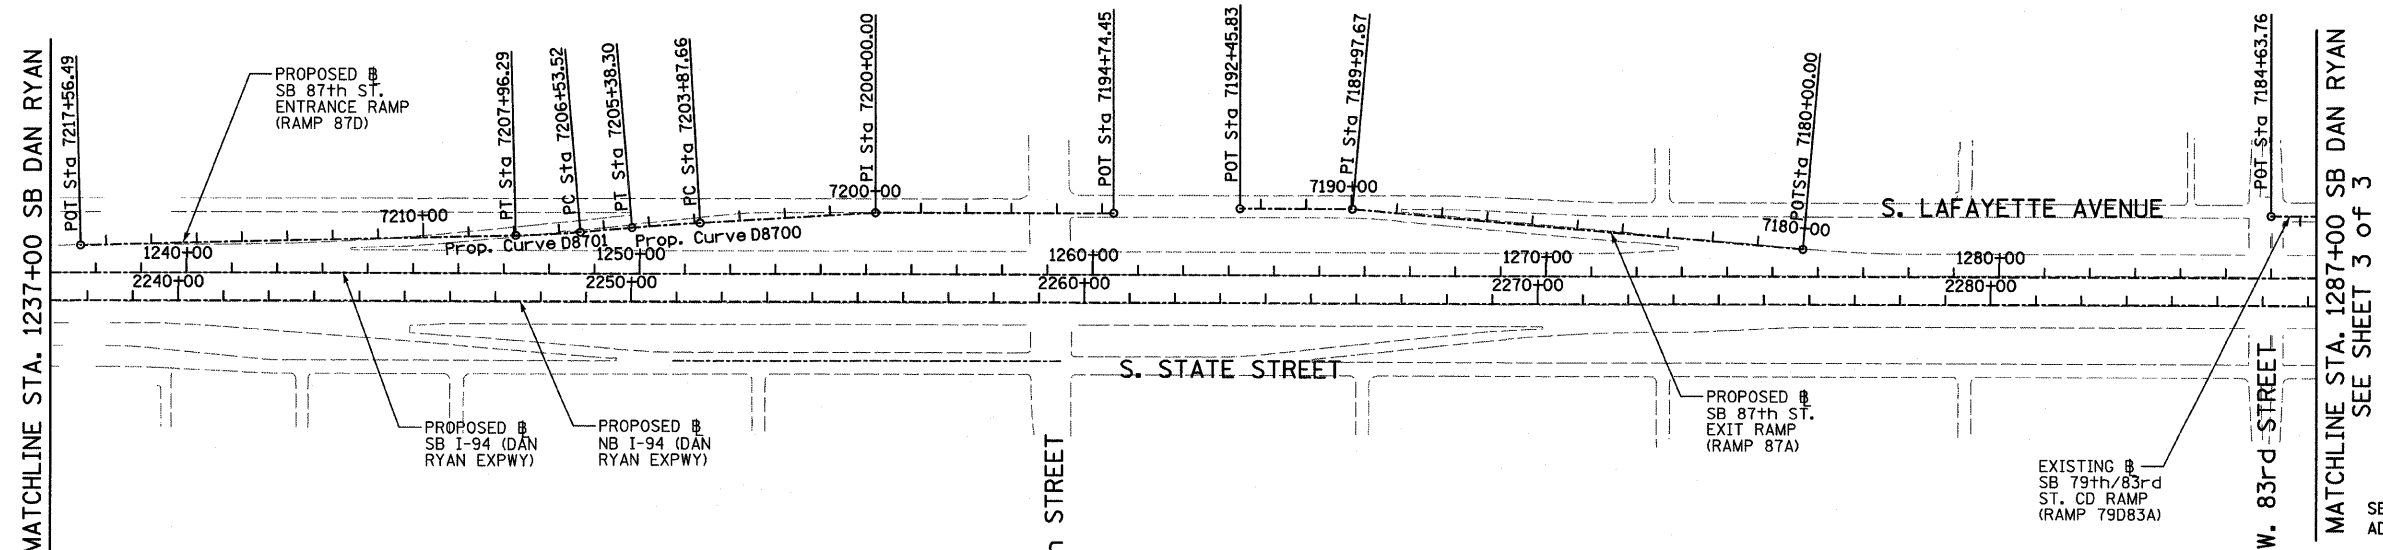 MATCHLINE STA. 1237+00 SB DAN RYAN
POT Sta 7217+56.49
PROPOSED B
SB 87th ST.
ENTRANCE RAMP
(RAMP 87D)
PT Sta 7207+96.29
PC Sta 7206+53.52
PT Sta 7205+38.30
PC Sta 7203+87.66
PI Sta 7200+00.00
POT Sta 7194+74.45
POT Sta 7192+45.83
PI Sta 7189+97.67
POTSta 7180+00.00
POT Sta 7184+63.76
7210+00
7200+00
7190+00
7180+00
S. LAFAYETTE AVENUE
Prop. Curve D8701
Prop. Curve D8700
1240+00
1250+00
1260+00
1270+00
1280+00
2240+00
2250+00
2260+00
2270+00
2280+00
S. STATE STREET
PROPOSED B
SB I-94 (DAN
RYAN EXPWY)
PROPOSED B
NB I-94 (DAN
RYAN EXPWY)
STREET
PROPOSED B
SB 87th ST.
EXIT RAMP
(RAMP 87A)
EXISTING B
SB 79th/83rd
ST. CD RAMP
(RAMP 79D83A)
W. 83rd STREET
MATCHLINE STA. 1287+00 SB DAN RYAN
SEE SHEET 3 of 3